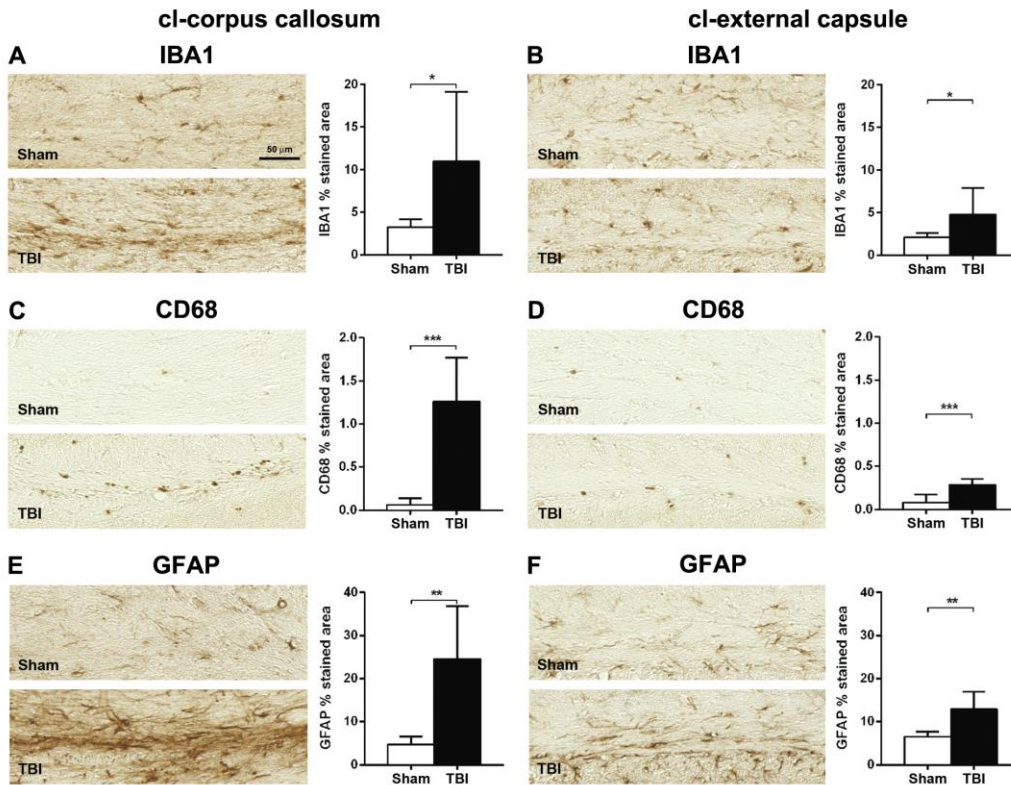 cl-corpus callosum
cl-external capsule
A
IBA1
Sham
50 µm
TBI
IBA1 % stained area
20
15
10
5
0
*
Sham
TBI
B
IBA1
Sham
TBI
IBA1 % stained area
20
15
10
5
0
*
Sham
TBI
C
CD68
Sham
TBI
CD68 % stained area
2.0
1.5
1.0
0.5
0.0
***
Sham
TBI
D
CD68
Sham
TBI
CD68 % stained area
2.0
1.5
1.0
0.5
0.0
***
Sham
TBI
E
GFAP
Sham
TBI
GFAP % stained area
40
30
20
10
0
**
Sham
TBI
F
GFAP
Sham
TBI
GFAP % stained area
40
30
20
10
0
**
Sham
TBI